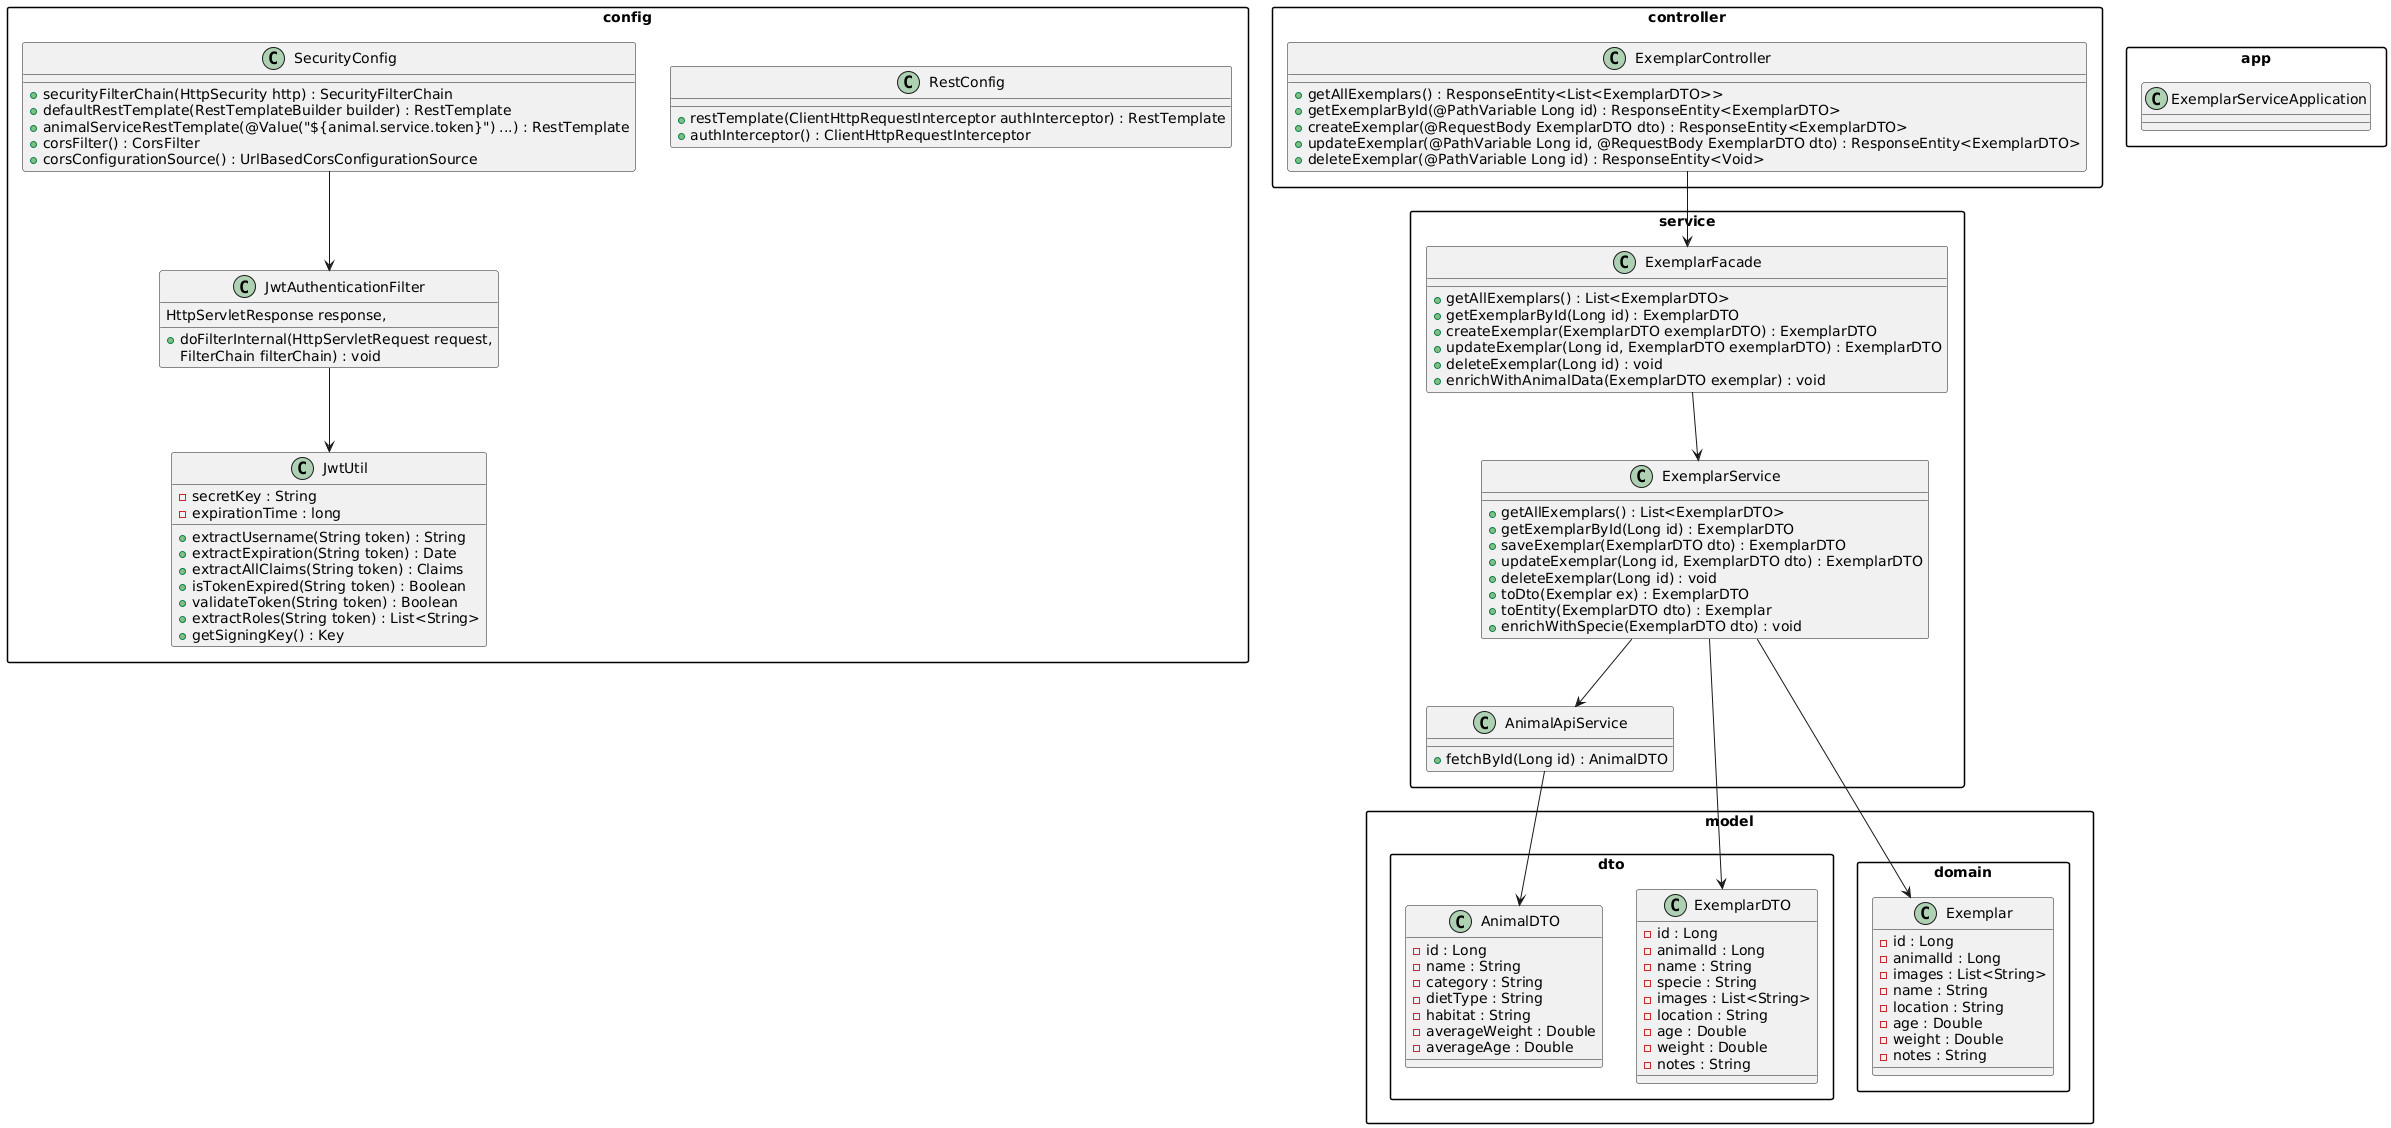 config
C SecurityConfig
securityFilterChain(HttpSecurity http) : SecurityFilterChain
defaultRestTemplate(RestTemplateBuilder builder) : RestTemplate
animalServiceRestTemplate(@Value("${animal.service.token}") ...) : RestTemplate
corsFilter() : CorsFilter
corsConfigurationSource() : UrlBasedCorsConfigurationSource
C RestConfig
restTemplate(ClientHttpRequestInterceptor authInterceptor) : RestTemplate
authInterceptor() : ClientHttpRequestInterceptor
C JwtAuthenticationFilter
HttpServletResponse response,
doFilterInternal(HttpServletRequest request,
FilterChain filterChain) : void
C JwtUtil
secretKey : String
expirationTime : long
extractUsername(String token) : String
extractExpiration(String token) : Date
extractAllClaims(String token) : Claims
isTokenExpired(String token) : Boolean
validateToken(String token) : Boolean
extractRoles(String token) : List<String>
getSigningKey() : Key
controller
C ExemplarController
getAllExemplars() : ResponseEntity<List<ExemplarDTO>>
getExemplarById(@PathVariable Long id) : ResponseEntity<ExemplarDTO>
createExemplar(@RequestBody ExemplarDTO dto) : ResponseEntity<ExemplarDTO>
updateExemplar(@PathVariable Long id, @RequestBody ExemplarDTO dto) : ResponseEntity<ExemplarDTO>
deleteExemplar(@PathVariable Long id) : ResponseEntity<Void>
app
C ExemplarServiceApplication
service
C ExemplarFacade
getAllExemplars() : List<ExemplarDTO>
getExemplarById(Long id) : ExemplarDTO
createExemplar(ExemplarDTO exemplarDTO) : ExemplarDTO
updateExemplar(Long id, ExemplarDTO exemplarDTO) : ExemplarDTO
deleteExemplar(Long id) : void
enrichWithAnimalData(ExemplarDTO exemplar) : void
C ExemplarService
getAllExemplars() : List<ExemplarDTO>
getExemplarById(Long id) : ExemplarDTO
saveExemplar(ExemplarDTO dto) : ExemplarDTO
updateExemplar(Long id, ExemplarDTO dto) : ExemplarDTO
deleteExemplar(Long id) : void
toDto(Exemplar ex) : ExemplarDTO
toEntity(ExemplarDTO dto) : Exemplar
enrichWithSpecie(ExemplarDTO dto) : void
C AnimalApiService
fetchById(Long id) : AnimalDTO
model
dto
C AnimalDTO
id : Long
name : String
category : String
dietType : String
habitat : String
averageWeight : Double
averageAge : Double
C ExemplarDTO
id : Long
animalId : Long
name : String
specie : String
images : List<String>
location : String
age : Double
weight : Double
notes : String
domain
C Exemplar
id : Long
animalId : Long
images : List<String>
name : String
location : String
age : Double
weight : Double
notes : String